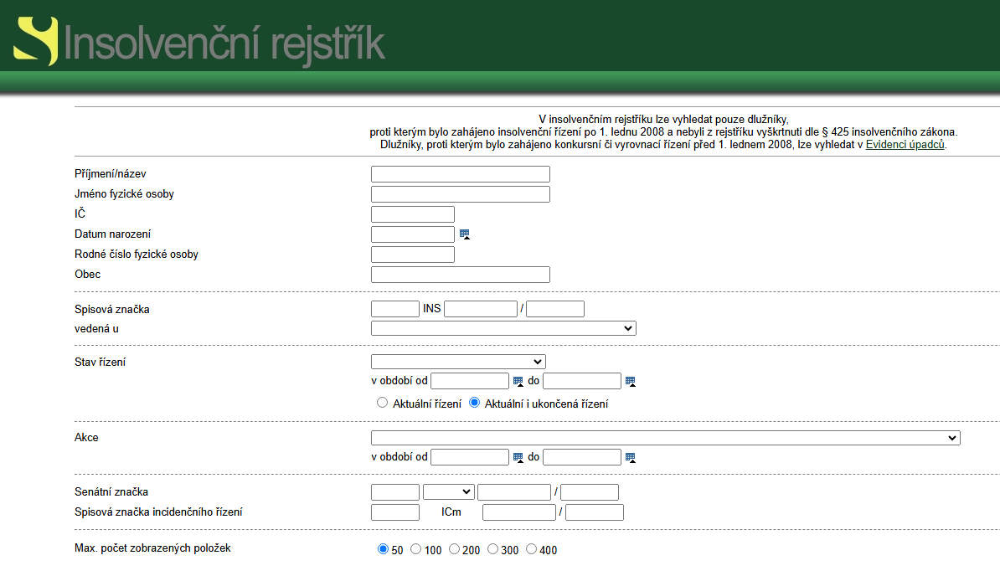 Insolvenční rejstřík
V insolvenčním rejstříku lze vyhledat pouze dlužníky,
proti kterým bylo zahájeno insolvenční řízení po 1. lednu 2008 a nebyli z rejstříku vyškrtnuti dle § 425 insolvenčního zákona.
Dlužníky, proti kterým bylo zahájeno konkursní či vyrovnací řízení před 1. lednem 2008, lze vyhledat v Evidenci úpadců.
Příjmení/název
Jméno fyzické osoby
IČ
Datum narození
Rodné číslo fyzické osoby
Obec
Spisová značka INS /
vedená u
Stav řízení
v období od do
Aktuální řízení Aktuální i ukončená řízení
Akce
v období od do
Senátní značka /
Spisová značka incidenčního řízení ICm /
Max. počet zobrazených položek 50 100 200 300 400